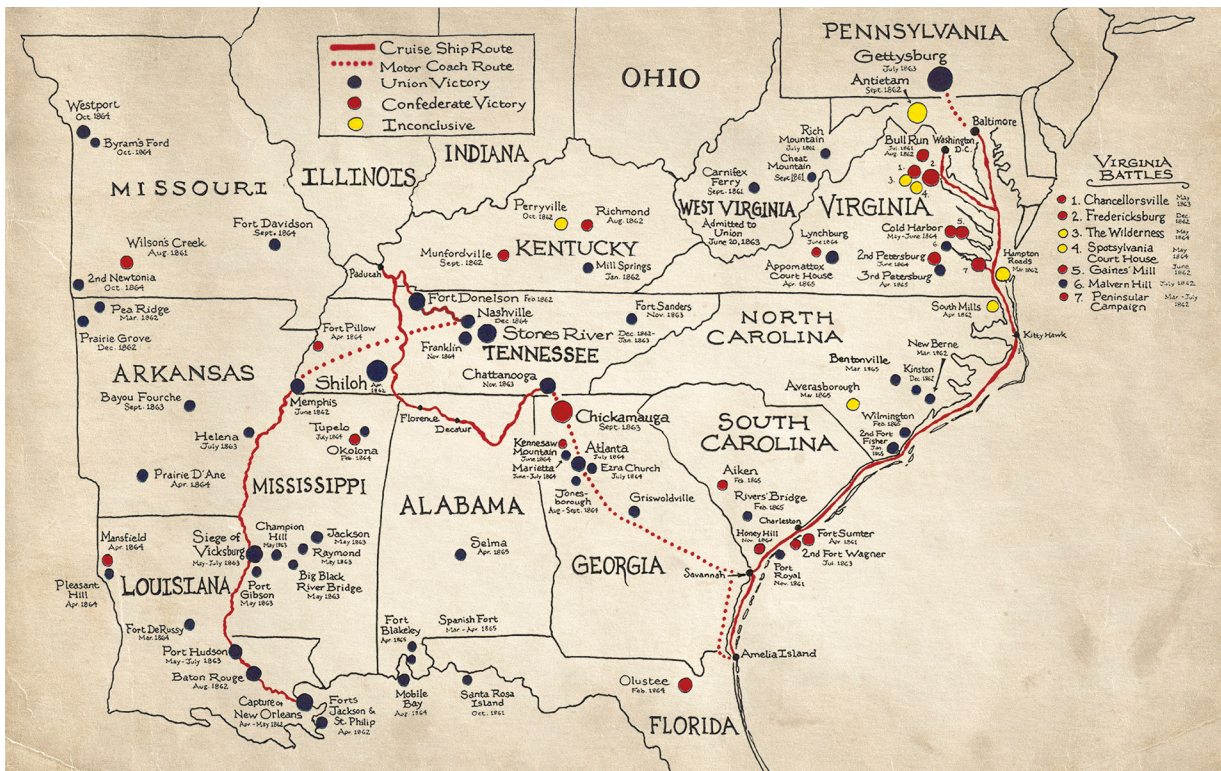 Cruise Ship Route
Motor Coach Route
Union Victory
Confederate Victory
Inconclusive
PENNSYLVANIA
Gettysburg
July 1863
Antietam
Sept. 1862
OHIO
INDIANA
ILLINOIS
MISSOURI
Westport
Oct. 1864
Byram's Ford
Oct. 1864
Fort Davidson
Sept. 1864
Wilson's Creek
Aug. 1861
2nd Newtonia
Oct. 1864
Pea Ridge
Mar. 1862
Prairie Grove
Dec. 1862
ARKANSAS
Bayou Fourche
Sept. 1863
Helena
July 1863
Prairie D'Ane
Apr. 1864
KENTUCKY
Perryville
Oct. 1862
Richmond
Aug. 1862
Munfordville
Sept. 1862
Mill Springs
Jan. 1862
Paducah
WEST VIRGINIA
Admitted to
Union
June 20, 1863
Rich
Mountain
July 1861
Cheat
Mountain
Sept. 1861
Carnifex
Ferry
Sept. 1861
VIRGINIA
Baltimore
Washington
D.C.
Bull Run
Jul. 1861
Aug. 1862
1.
2.
3.
4.
Cold Harbor
May-June 1864
5.
6.
7.
Lynchburg
June 1864
Appomattox
Court House
Apr. 1865
2nd Petersburg
June 1864
3rd Petersburg
Apr. 1865
Hampton
Roads
Mar. 1862
VIRGINIA
BATTLES
1. Chancellorsville May 1863
2. Fredericksburg Dec. 1862
3. The Wilderness May 1864
4. Spotsylvania Court House May 1864
5. Gaines' Mill June 1862
6. Malvern Hill July 1862
7. Peninsular Campaign Mar.-July 1862
TENNESSEE
Fort Donelson Feb 1862
Nashville
Dec 1864
Stones River Dec. 1862-Jan. 1863
Franklin
Nov. 1864
Fort Sanders
Nov. 1863
Fort Pillow
Apr. 1864
Shiloh
Apr. 1862
Memphis
June 1862
Chattanooga
Nov. 1863
NORTH
CAROLINA
South Mills
Apr. 1862
Kitty Hawk
New Berne
Mar. 1862
Kinston
Dec. 1862
Bentonville
Mar. 1865
Averasborough
Mar. 1865
Wilmington
Feb. 1865
2nd Fort
Fisher
Jan. 1865
SOUTH
CAROLINA
Aiken
Feb. 1865
Rivers' Bridge
Feb. 1865
Charleston
Honey Hill
Nov. 1864
Fort Sumter
Apr. 1861
2nd Fort Wagner
Jul. 1863
Port
Royal
Nov. 1861
MISSISSIPPI
Tupelo
July 1864
Okolona
Feb. 1864
Siege of
Vicksburg
May-July 1863
Champion
Hill
May 1863
Jackson
May 1863
Raymond
May 1863
Big Black
River Bridge
May 1863
Port
Gibson
May 1863
ALABAMA
Florence
Decatur
Selma
Apr. 1865
Fort
Blakeley
Apr. 1865
Spanish Fort
Mar - Apr. 1865
Mobile
Bay
Aug. 1864
GEORGIA
Chickamauga
Sept. 1863
Kennesaw
Mountain
June 1864
Marietta
June-July 1864
Atlanta
July 1864
Ezra Church
July 1864
Jones-
borough
Aug - Sept. 1864
Griswoldville
Savannah
LOUISIANA
Mansfield
Apr. 1864
Pleasant
Hill
Apr. 1864
Fort DeRussy
Mar. 1864
Port Hudson
May-July 1863
Baton Rouge
Aug. 1862
Capture of
New Orleans
Apr - May 1862
Forts
Jackson &
St. Philip
Apr. 1862
FLORIDA
Santa Rosa
Island
Oct. 1861
Olustee
Feb. 1864
Amelia Island